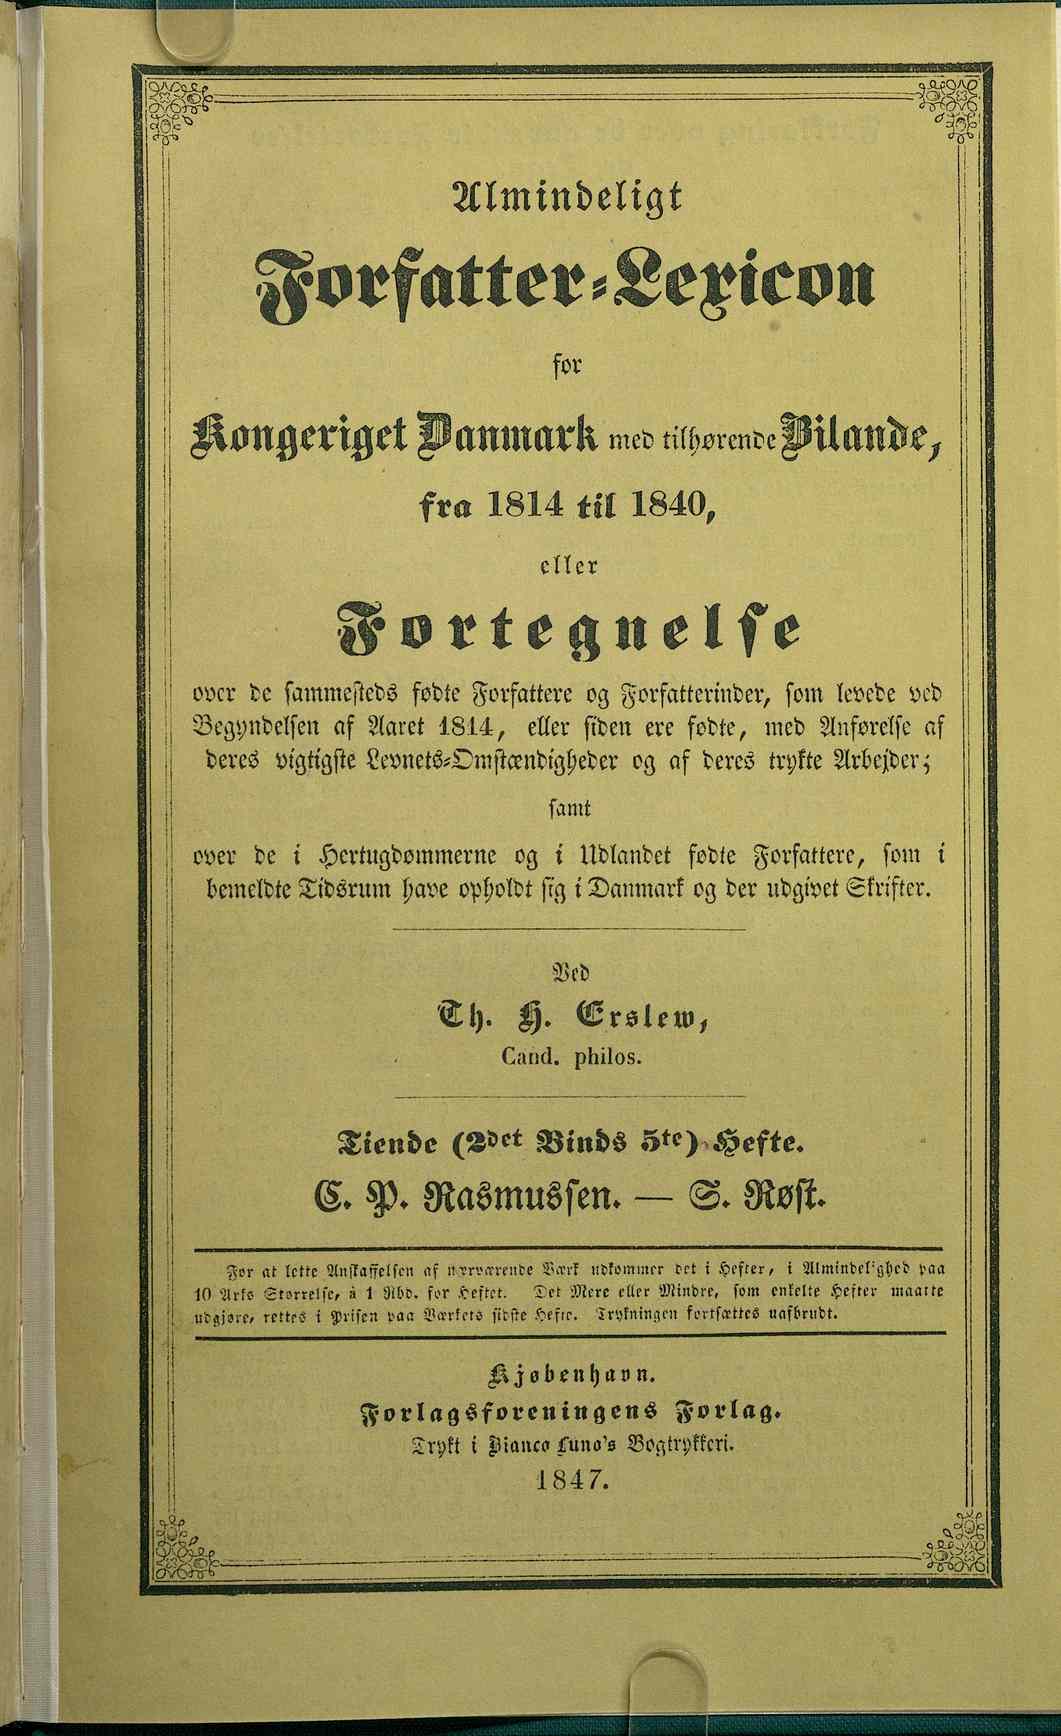 Almindeligt
Forfatter-Lexicon
for
Kongeriget Danmark med tilhørende Bilande,
fra 1814 til 1840,
eller
Fortegnelse
over de sammesteds fødte Forfattere og Forfatterinder, som levede ved
Begyndelsen af Aaret 1814, eller siden ere fødte, med Anførelse af
deres vigtigste Levnets-Omstændigheder og af deres trykte Arbejder;
samt
over de i Hertugdømmerne og i Udlandet fødte Forfattere, som i
bemeldte Tidsrum have opholdt sig i Danmark og der udgivet Skrifter.
Ved
Th. H. Erslew,
Cand. philos.
Tiende (2det Binds 5te) Hefte.
C. P. Rasmussen. — S. Røst.
For at lette Anskaffelsen af nærværende Værk udkommer det i Hefter, i Almindelighed paa
10 Arks Størrelse, à 1 Rbd. for Heftet. Det Mere eller Mindre, som enkelte Hefter maatte
udgjøre, rettes i Prisen paa Værkets sidste Hefte. Trykningen fortsættes uafbrudt.
Kjøbenhavn.
Forlagsforeningens Forlag.
Trykt i Bianco Luno's Bogtrykkeri.
1847.